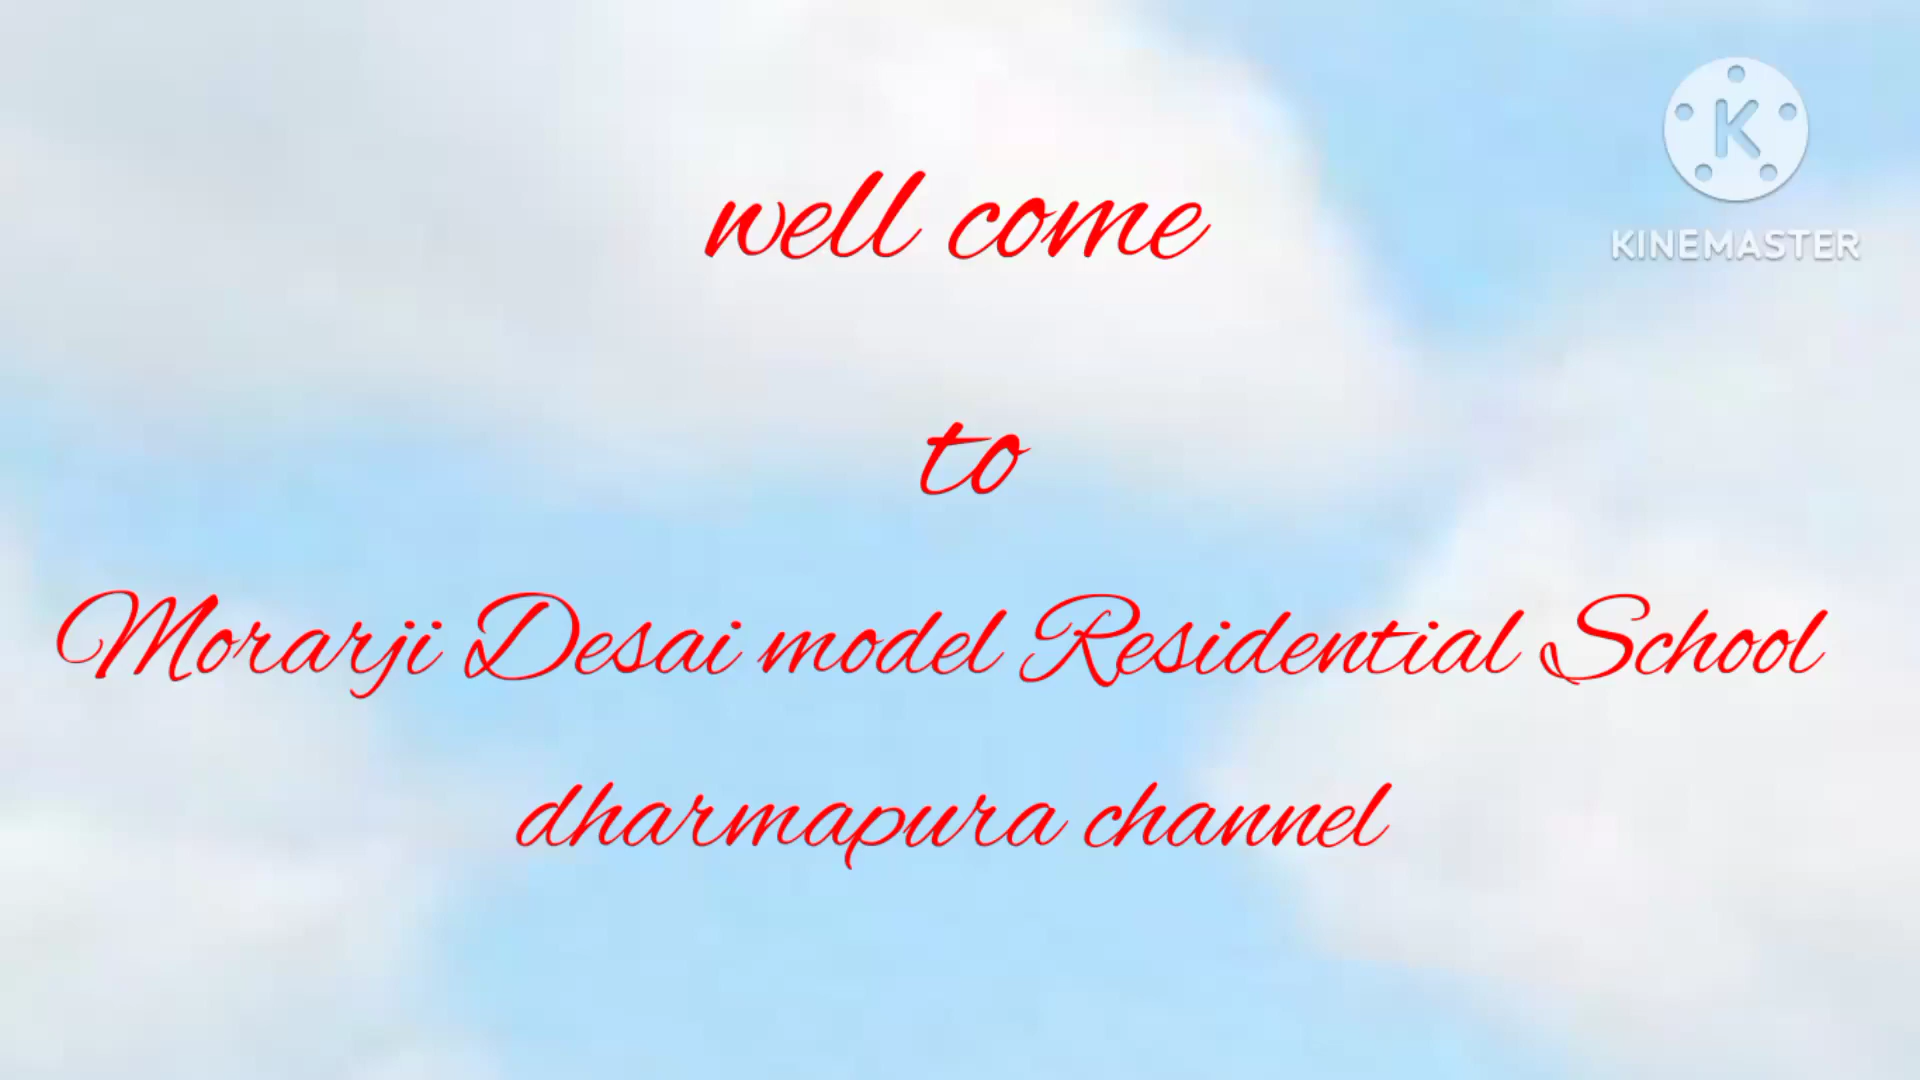 well come
KINEMASTER
to
Morarji Desai model Residential School
dharmapura channel